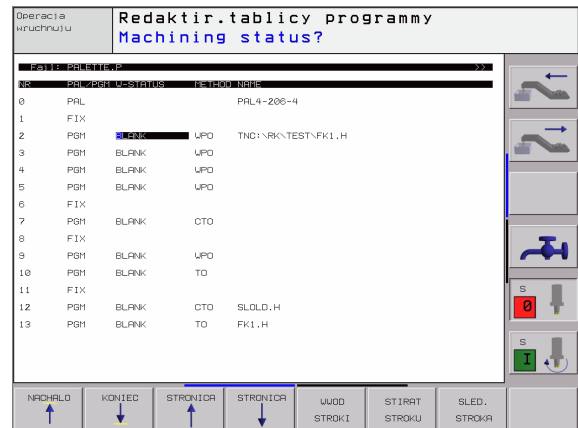 Operacja
wruchnuju
Redaktir.tablicy programmy
Machining status?
Fajl: PALETTE.P >>
NR PAL/PGM W-STATUS METHOD NAME
0 PAL PAL4-206-4
1 FIX
2 PGM BLANK WPO TNC:\RK\TEST\FK1.H
3 PGM BLANK WPO
4 PGM BLANK WPO
5 PGM BLANK WPO
6 FIX
7 PGM BLANK CTO
8 FIX
9 PGM BLANK WPO
10 PGM BLANK TO
11 FIX
12 PGM BLANK CTO SLOLD.H
13 PGM BLANK TO FK1.H
S
0
S
I
NACHALO KONIEC STRONICA STRONICA WWOD STIRAT SLED.
STROKI STROKU STROKA